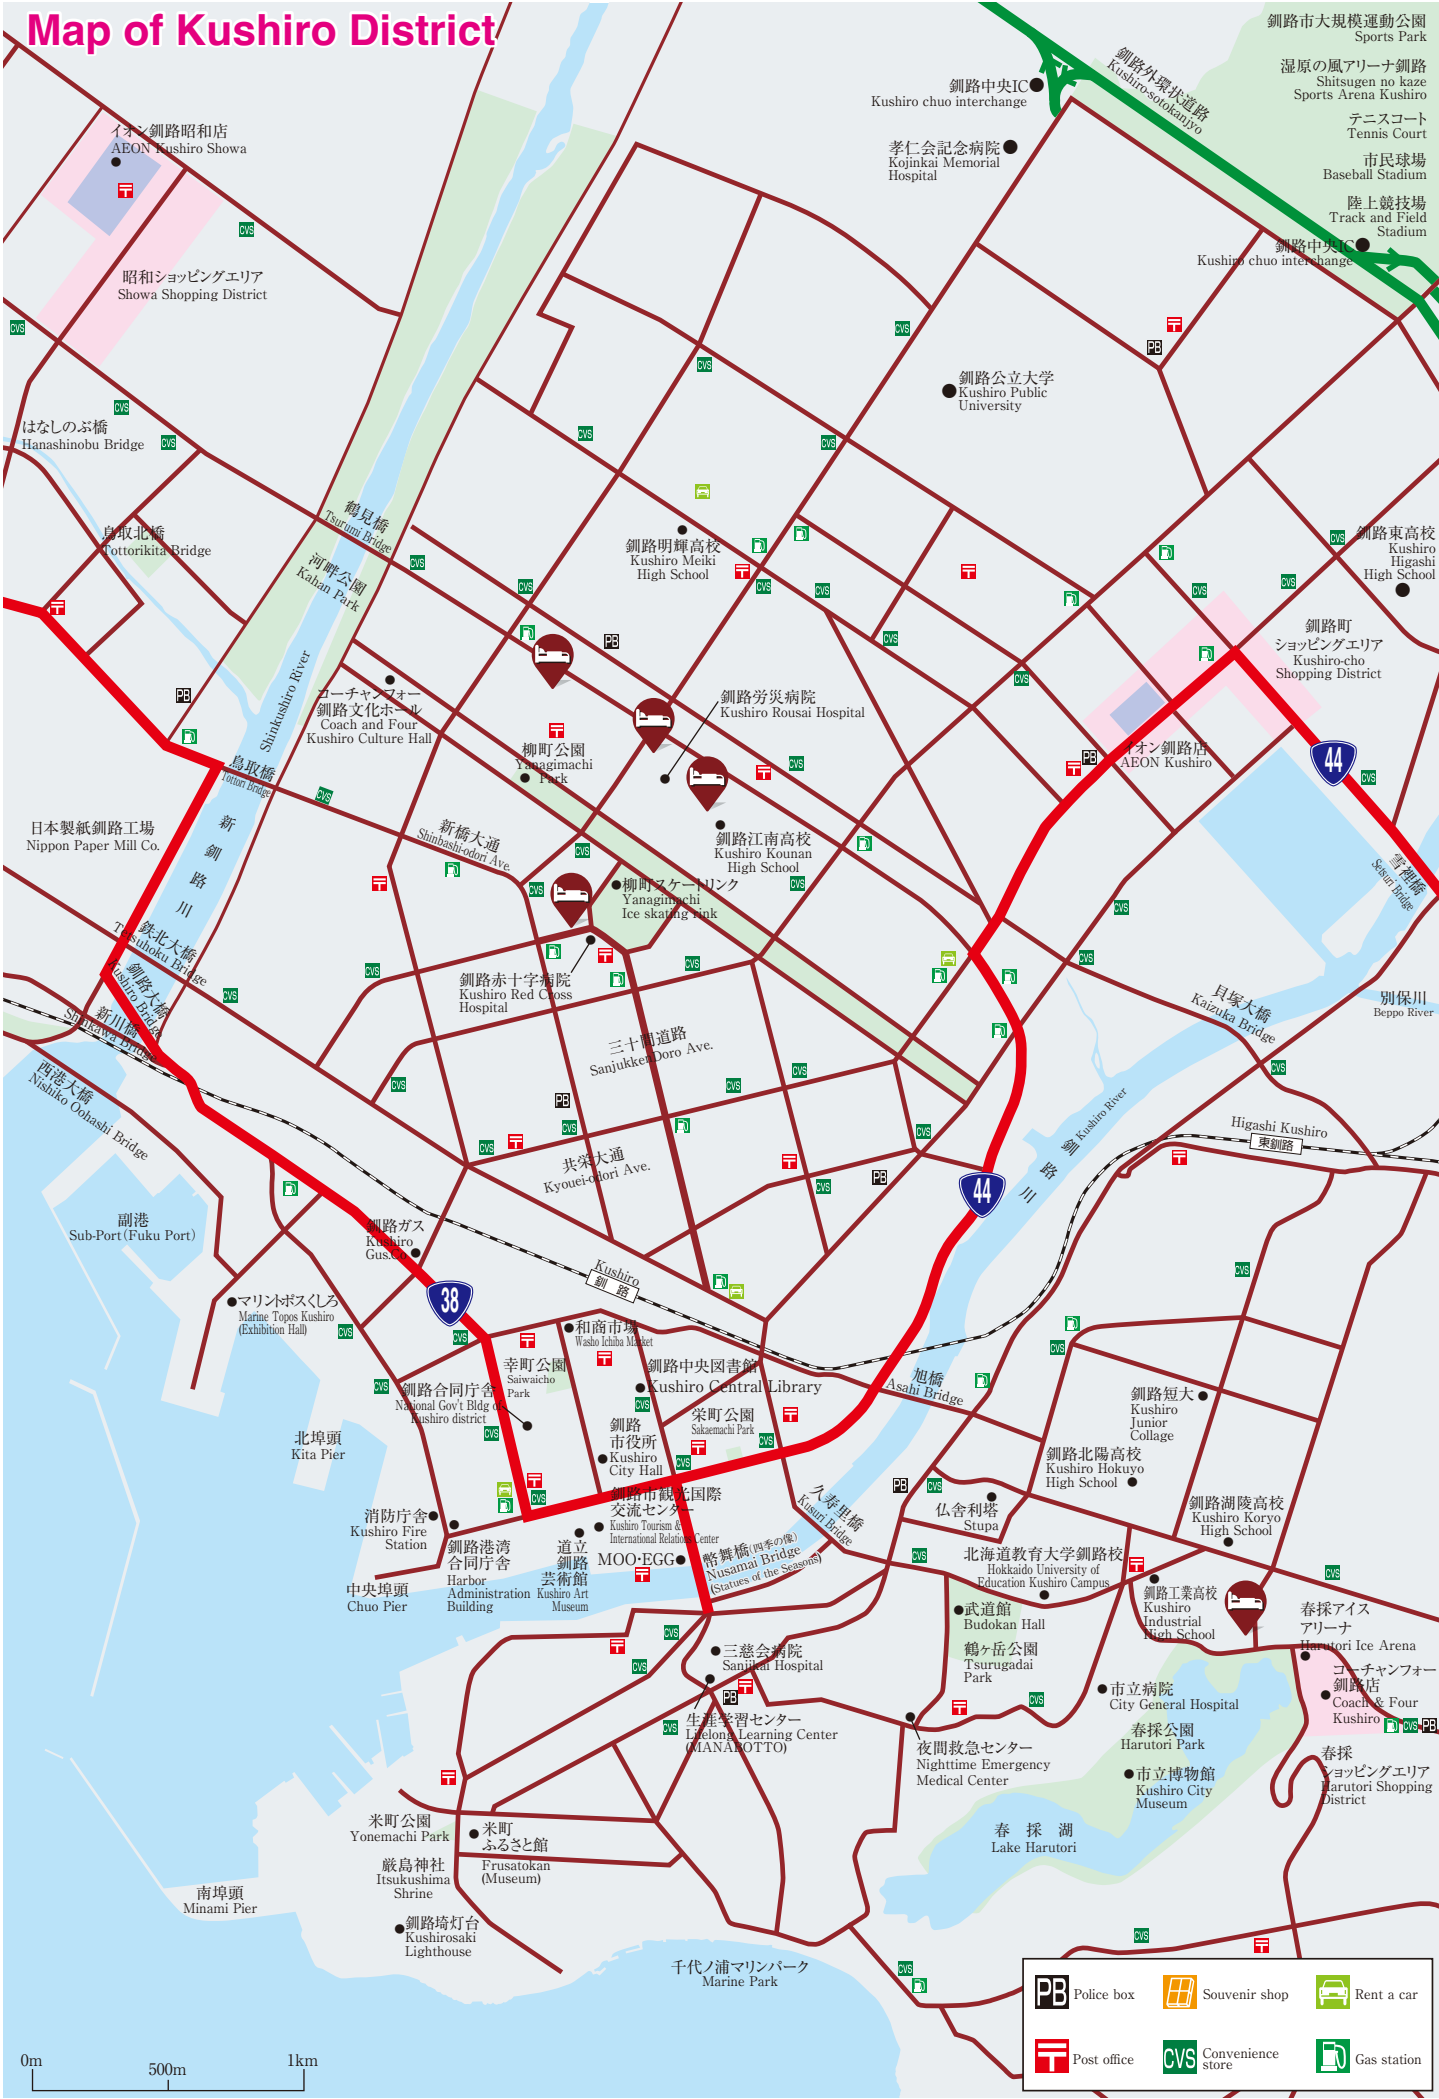 Map of Kushiro District
釧路市大規模運動公園
Sports Park
湿原の風アリーナ釧路
Shitsugen no kaze
Sports Arena Kushiro
テニスコート
Tennis Court
市民球場
Baseball Stadium
陸上競技場
Track and Field
Stadium
釧路外環状道路
Kushiro-sotokanjyo
釧路中央IC
Kushiro chuo interchange
孝仁会記念病院
Kojinkai Memorial
Hospital
釧路中央IC
Kushiro chuo interchange
イオン釧路昭和店
AEON Kushiro Showa
昭和ショッピングエリア
Showa Shopping District
はなしのぶ橋
Hanashinobu Bridge
釧路公立大学
Kushiro Public
University
鳥取北橋
Tottorikita Bridge
鶴見橋
Tsurumi Bridge
河畔公園
Kahan Park
釧路明輝高校
Kushiro Meiki
High School
釧路東高校
Kushiro
Higashi
High School
釧路町
ショッピングエリア
Kushiro-cho
Shopping District
コーチャンフォー
釧路文化ホール
Coach and Four
Kushiro Culture Hall
Shinkushiro River
新釧路川
釧路労災病院
Kushiro Rousai Hospital
柳町公園
Yanagimachi
Park
イオン釧路店
AEON Kushiro
44
鳥取橋
Tottori Bridge
日本製紙釧路工場
Nippon Paper Mill Co.
新橋大通
Shinbashi-odori Ave.
釧路江南高校
Kushiro Kounan
High School
柳町スケートリンク
Yanagimachi
Ice skating rink
雪裡橋
Setsuri Bridge
鉄北大橋
Tetsuhoku Bridge
釧路大橋
Kushiro Bridge
新川橋
Shinkawa Bridge
釧路赤十字病院
Kushiro Red Cross
Hospital
貝塚大橋
Kaizuka Bridge
別保川
Beppo River
三十間道路
SanjukkenDoro Ave.
西港大橋
Nishiko Oohashi Bridge
釧路川
Kushiro River
Higashi Kushiro
東釧路
共栄大通
Kyouei-odori Ave.
44
副港
Sub-Port(Fuku Port)
釧路ガス
Kushiro
Gus.Co
Kushiro
釧路
38
マリントポスくしろ
Marine Topos Kushiro
(Exhibition Hall)
和商市場
Washo Ichiba Market
幸町公園
Saiwaicho
Park
釧路中央図書館
Kushiro Central Library
旭橋
Asahi Bridge
釧路合同庁舎
National Gov't Bldg of
Kushiro district
釧路短大
Kushiro
Junior
Collage
栄町公園
Sakaemachi Park
北埠頭
Kita Pier
釧路
市役所
Kushiro
City Hall
釧路北陽高校
Kushiro Hokuyo
High School
久寿里橋
Kusuri Bridge
仏舎利塔
Stupa
釧路湖陵高校
Kushiro Koryo
High School
消防庁舎
Kushiro Fire
Station
釧路市観光国際
交流センター
Kushiro Tourism &
International Relations Center
釧路港湾
合同庁舎
Harbor
Administration
Building
道立
釧路
芸術館
Kushiro Art
Museum
MOO・EGG
幣舞橋(四季の像)
Nusamai Bridge
(Statues of the Seasons)
北海道教育大学釧路校
Hokkaido University of
Education Kushiro Campus
釧路工業高校
Kushiro
Industrial
High School
中央埠頭
Chuo Pier
武道館
Budokan Hall
鶴ヶ岳公園
Tsurugadai
Park
春採アイス
アリーナ
Harutori Ice Arena
三慈会病院
Sanjikai Hospital
コーチャンフォー
釧路店
Coach & Four
Kushiro
市立病院
City General Hospital
生涯学習センター
Lifelong Learning Center
(MANABOTTO)
春採公園
Harutori Park
夜間救急センター
Nighttime Emergency
Medical Center
市立博物館
Kushiro City
Museum
春採
ショッピングエリア
Harutori Shopping
District
米町公園
Yonemachi Park
米町
ふるさと館
Frusatokan
(Museum)
春採湖
Lake Harutori
厳島神社
Itsukushima
Shrine
南埠頭
Minami Pier
釧路埼灯台
Kushirosaki
Lighthouse
千代ノ浦マリンパーク
Marine Park
PB Police box
Souvenir shop
Rent a car
Post office
CVS Convenience
store
Gas station
0m
500m
1km